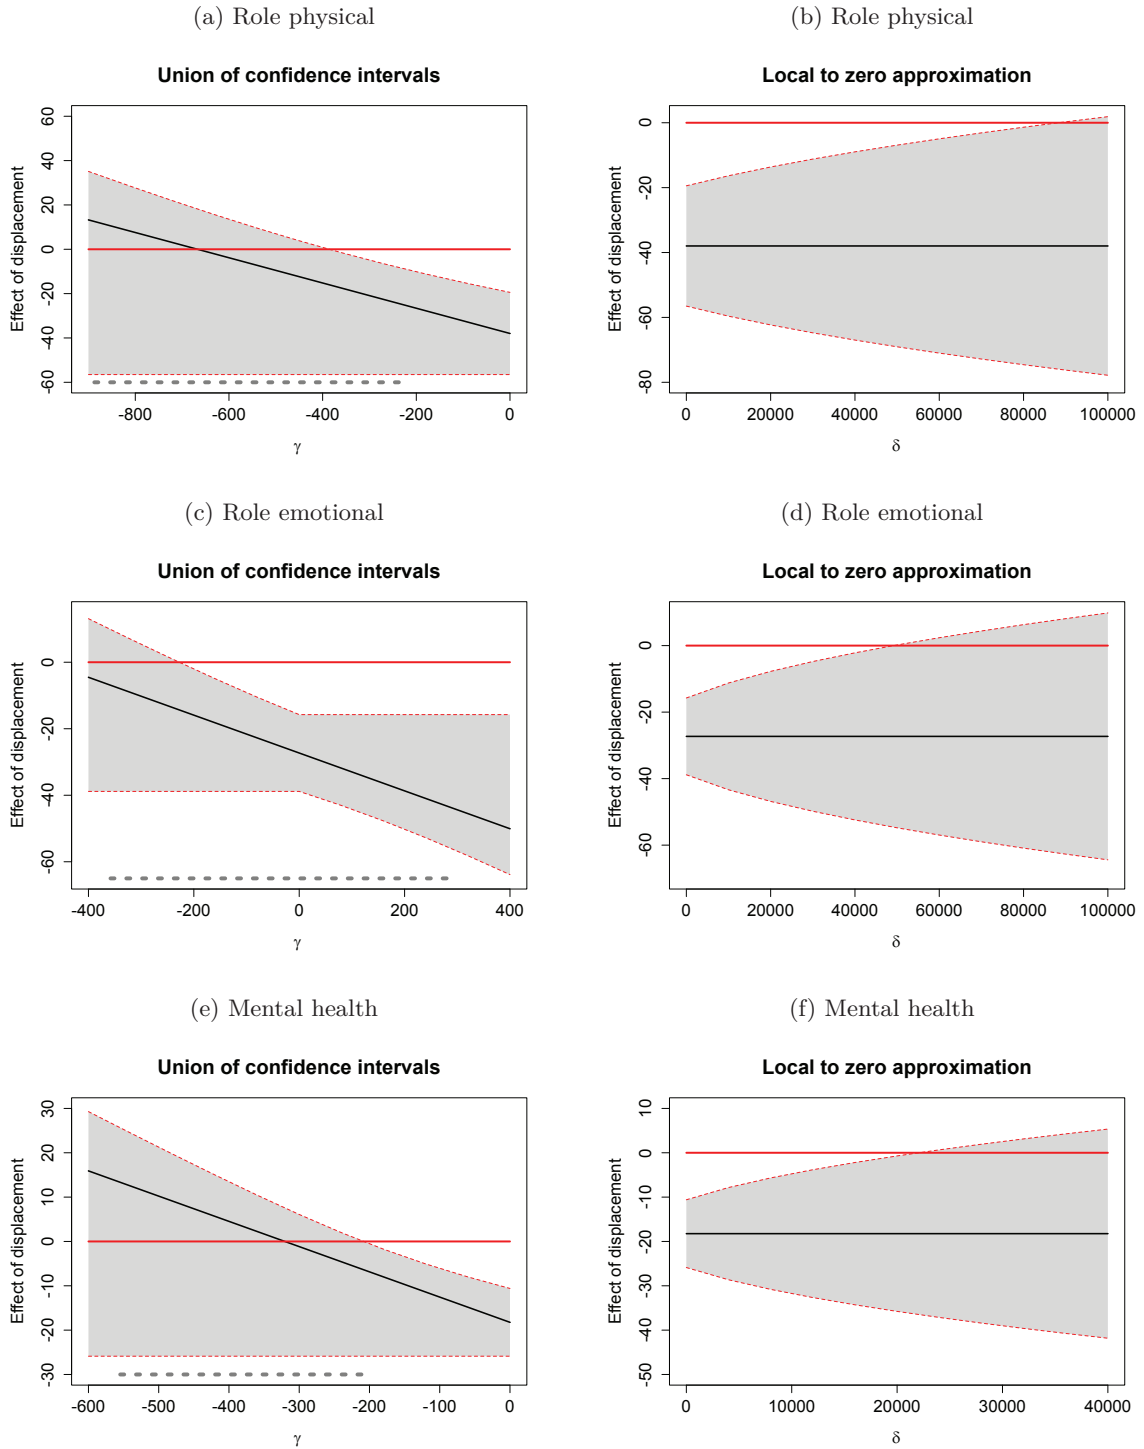 (a) Role physical
Union of confidence intervals
Effect of displacement
60
40
20
0
-20
-40
-60
-800
-600
-400
-200
0
γ
(b) Role physical
Local to zero approximation
Effect of displacement
0
-20
-40
-60
-80
0
20000
40000
60000
80000
100000
δ
(c) Role emotional
Union of confidence intervals
Effect of displacement
0
-20
-40
-60
-400
-200
0
200
400
γ
(d) Role emotional
Local to zero approximation
Effect of displacement
0
-20
-40
-60
0
20000
40000
60000
80000
100000
δ
(e) Mental health
Union of confidence intervals
Effect of displacement
30
20
10
0
-10
-20
-30
-600
-500
-400
-300
-200
-100
0
γ
(f) Mental health
Local to zero approximation
Effect of displacement
10
0
-10
-20
-30
-40
-50
0
10000
20000
30000
40000
δ